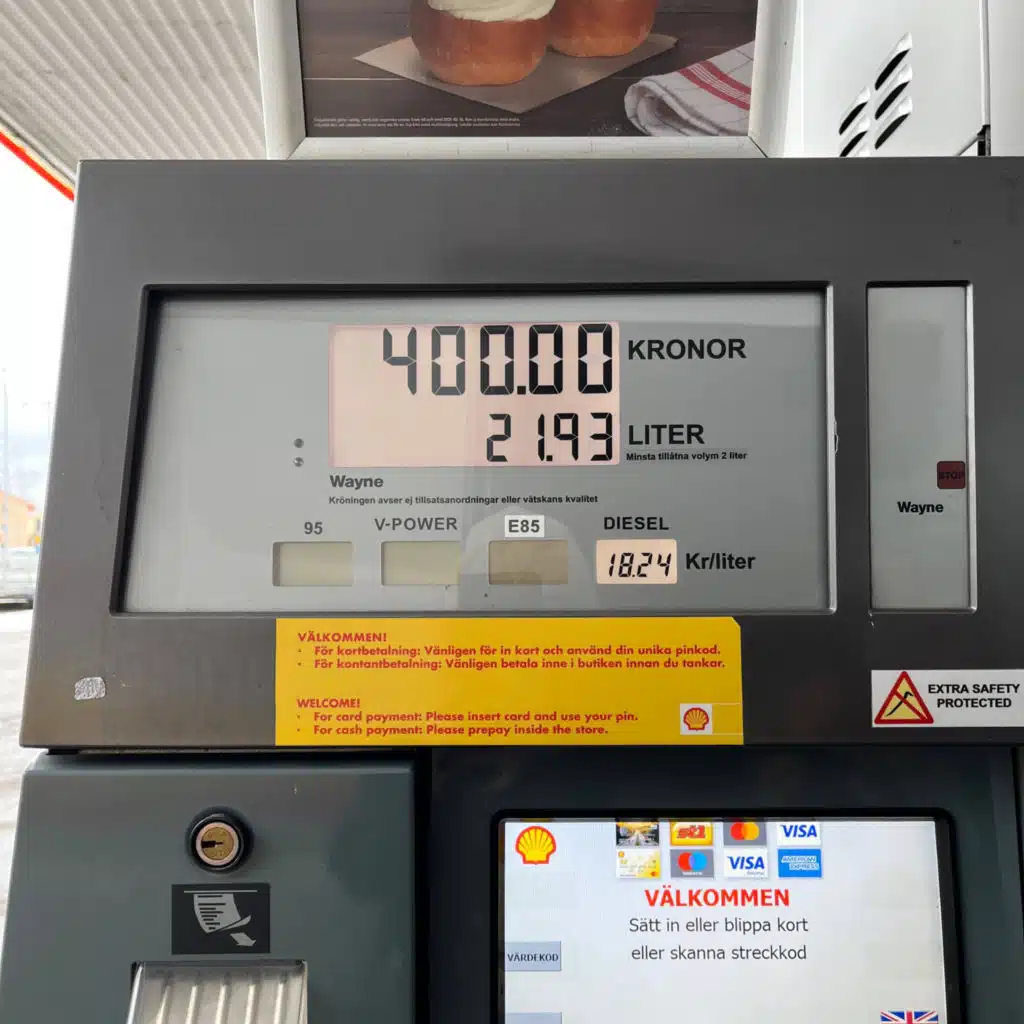 400.00 KRONOR
21.93 LITER
Minsta tillåtna volym 2 liter
Wayne
Kröningen avser ej tillsatsanordningar eller vätskans kvalitet
95 V-POWER E85 DIESEL
18.24 Kr/liter
STOP
Wayne
VÄLKOMMEN!
· För kortbetalning: Vänligen för in kort och använd din unika pinkod.
· För kontantbetalning: Vänligen betala inne i butiken innan du tankar.
WELCOME!
· For card payment: Please insert card and use your pin.
· For cash payment: Please prepay inside the store.
EXTRA SAFETY
PROTECTED
st1 VISA
VISA AMERICAN EXPRESS
VÄLKOMMEN
Sätt in eller blippa kort
eller skanna streckkod
VÄRDEKOD